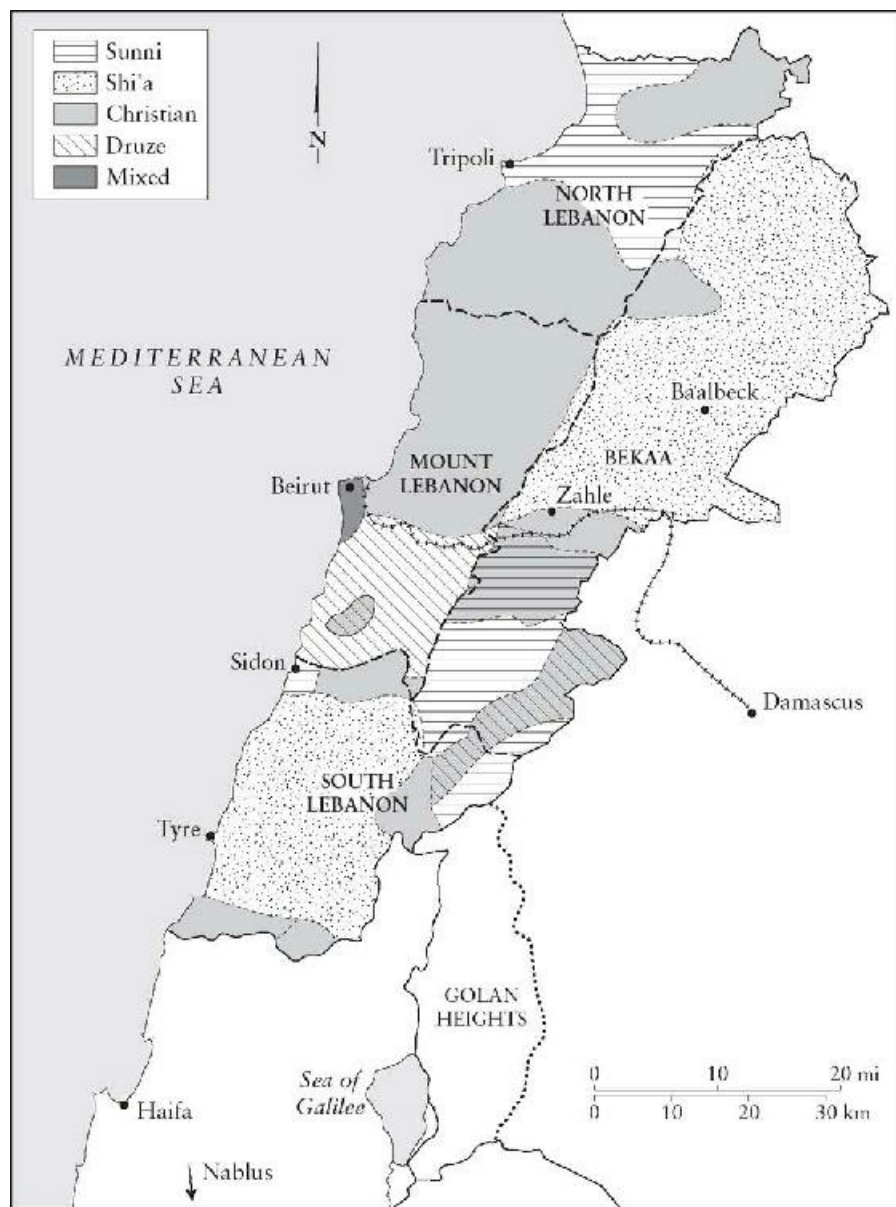 Sunni
Shi'a
Christian
Druze
Mixed
N
Tripoli
NORTH
LEBANON
MEDITERRANEAN
SEA
Baalbeck
BEKAA
MOUNT
LEBANON
Beirut
Zahle
Sidon
Damascus
SOUTH
LEBANON
Tyre
GOLAN
HEIGHTS
0 10 20 mi
0 10 20 30 km
Sea of
Galilee
Haifa
Nablus